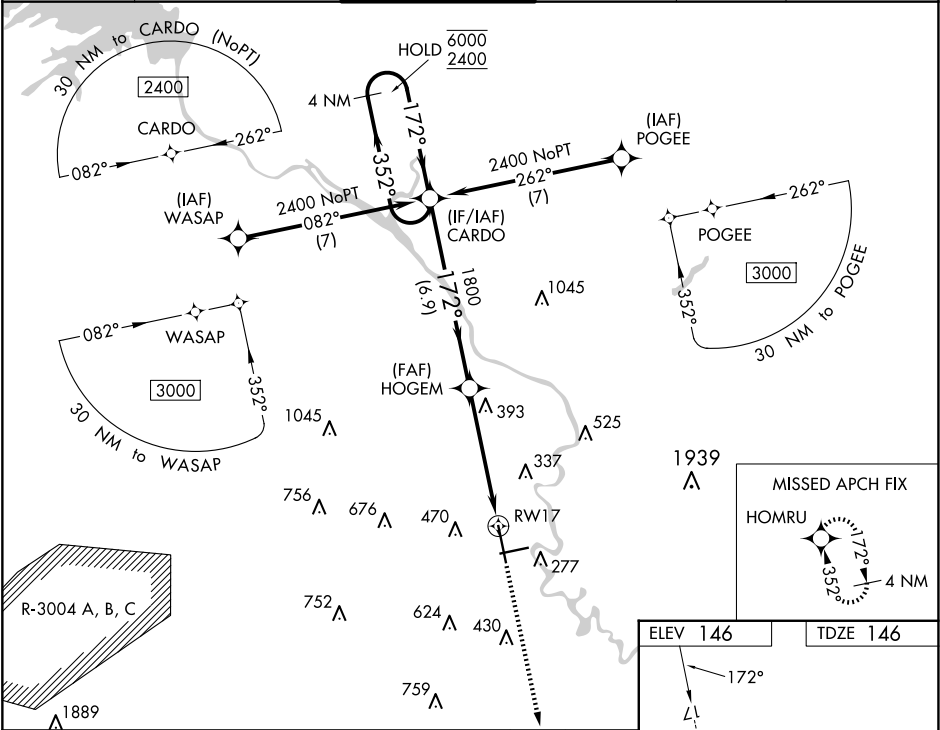 30 NM to CARDO (NoPT)
2400
CARDO
082°
262°
HOLD
6000
2400
4 NM
172°
352°
(IAF)
POGEE
2400 NoPT
262°
(7)
(IAF)
WASAP
2400 NoPT
082°
(7)
(IF/IAF)
CARDO
262°
POGEE
3000
352°
30 NM to POGEE
1800
172°
(6.9)
1045
082°
WASAP
3000
352°
30 NM to WASAP
(FAF)
HOGEM
393
1045
525
337
1939
756
676
470
RW17
277
MISSED APCH FIX
HOMRU
172°
352°
4 NM
R-3004 A, B, C
752
624
430
759
1889
ELEV 146
TDZE 146
172°
17